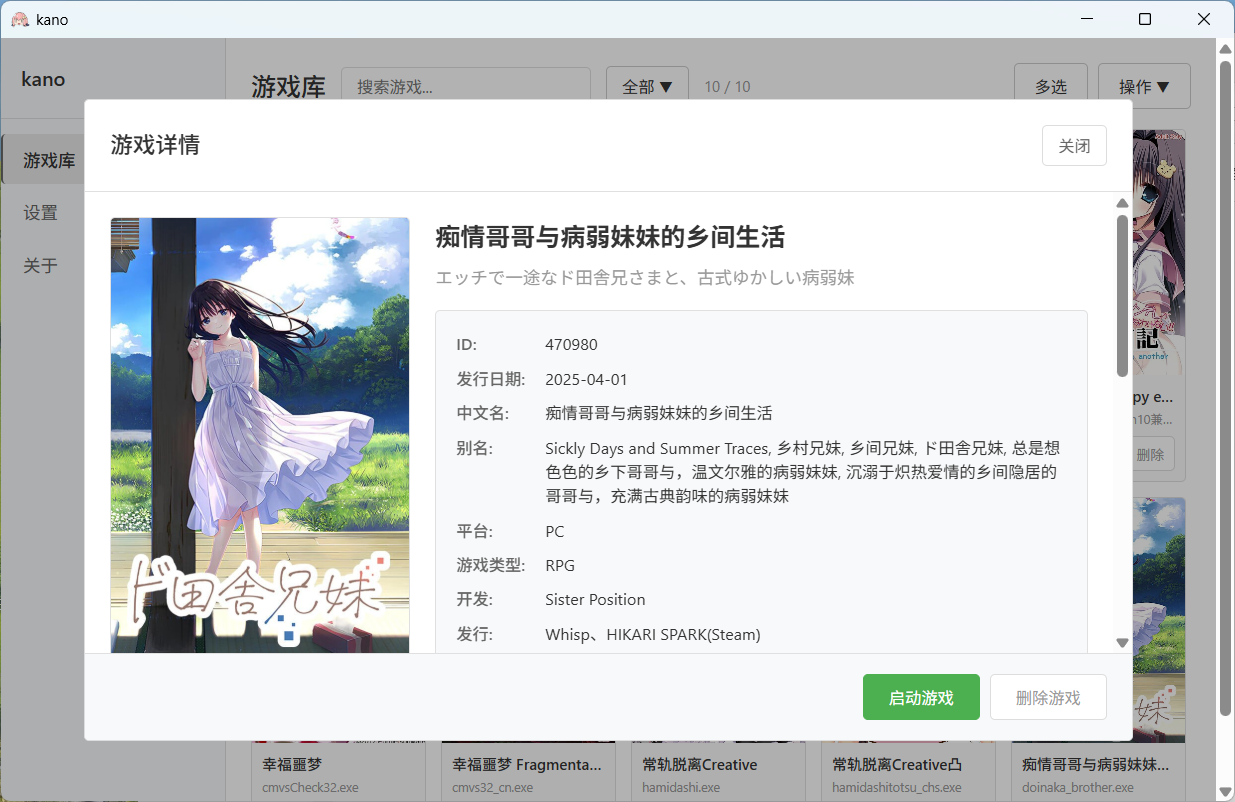 kano
kano
游戏库
搜索游戏...
全部 ▼
10 / 10
多选
操作 ▼
游戏库
设置
关于
游戏详情
关闭
ド田舎兄妹
痴情哥哥与病弱妹妹的乡间生活
エッチで一途なド田舎兄さまと、古式ゆかしい病弱妹
ID: 470980
发行日期: 2025-04-01
中文名: 痴情哥哥与病弱妹妹的乡间生活
别名: Sickly Days and Summer Traces, 乡村兄妹, 乡间兄妹, ド田舎兄妹, 总是想
色色的乡下哥哥与，温文尔雅的病弱妹妹, 沉溺于炽热爱情的乡间隐居的
哥哥与，充满古典韵味的病弱妹妹
平台: PC
游戏类型: RPG
开发: Sister Position
发行: Whisp、HIKARI SPARK(Steam)
启动游戏
删除游戏
記
another
py e...
n10兼...
删除
妹
幸福噩梦
cmvsCheck32.exe
幸福噩梦 Fragmenta...
cmvs32_cn.exe
常轨脱离Creative
hamidashi.exe
常轨脱离Creative凸
hamidashitotsu_chs.exe
痴情哥哥与病弱妹妹...
doinaka_brother.exe